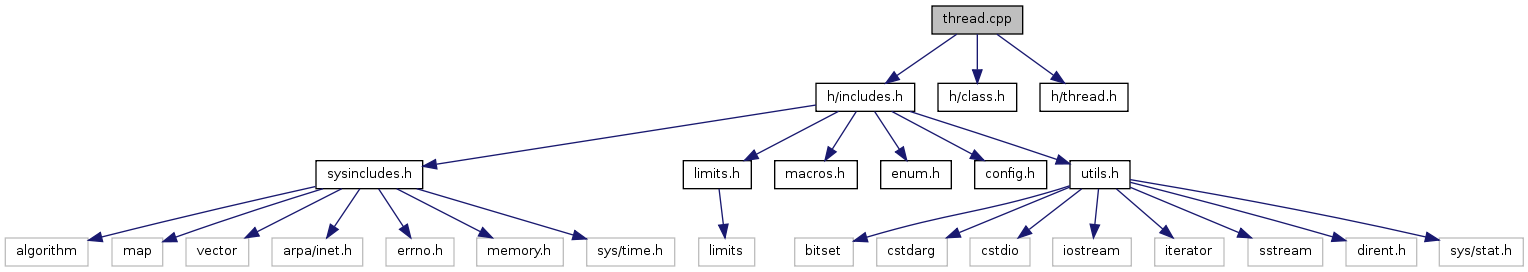 thread.cpp
h/includes.h
h/class.h
h/thread.h
sysincludes.h
limits.h
macros.h
enum.h
config.h
utils.h
algorithm
map
vector
arpa/inet.h
errno.h
memory.h
sys/time.h
limits
bitset
cstdarg
cstdio
iostream
iterator
sstream
dirent.h
sys/stat.h